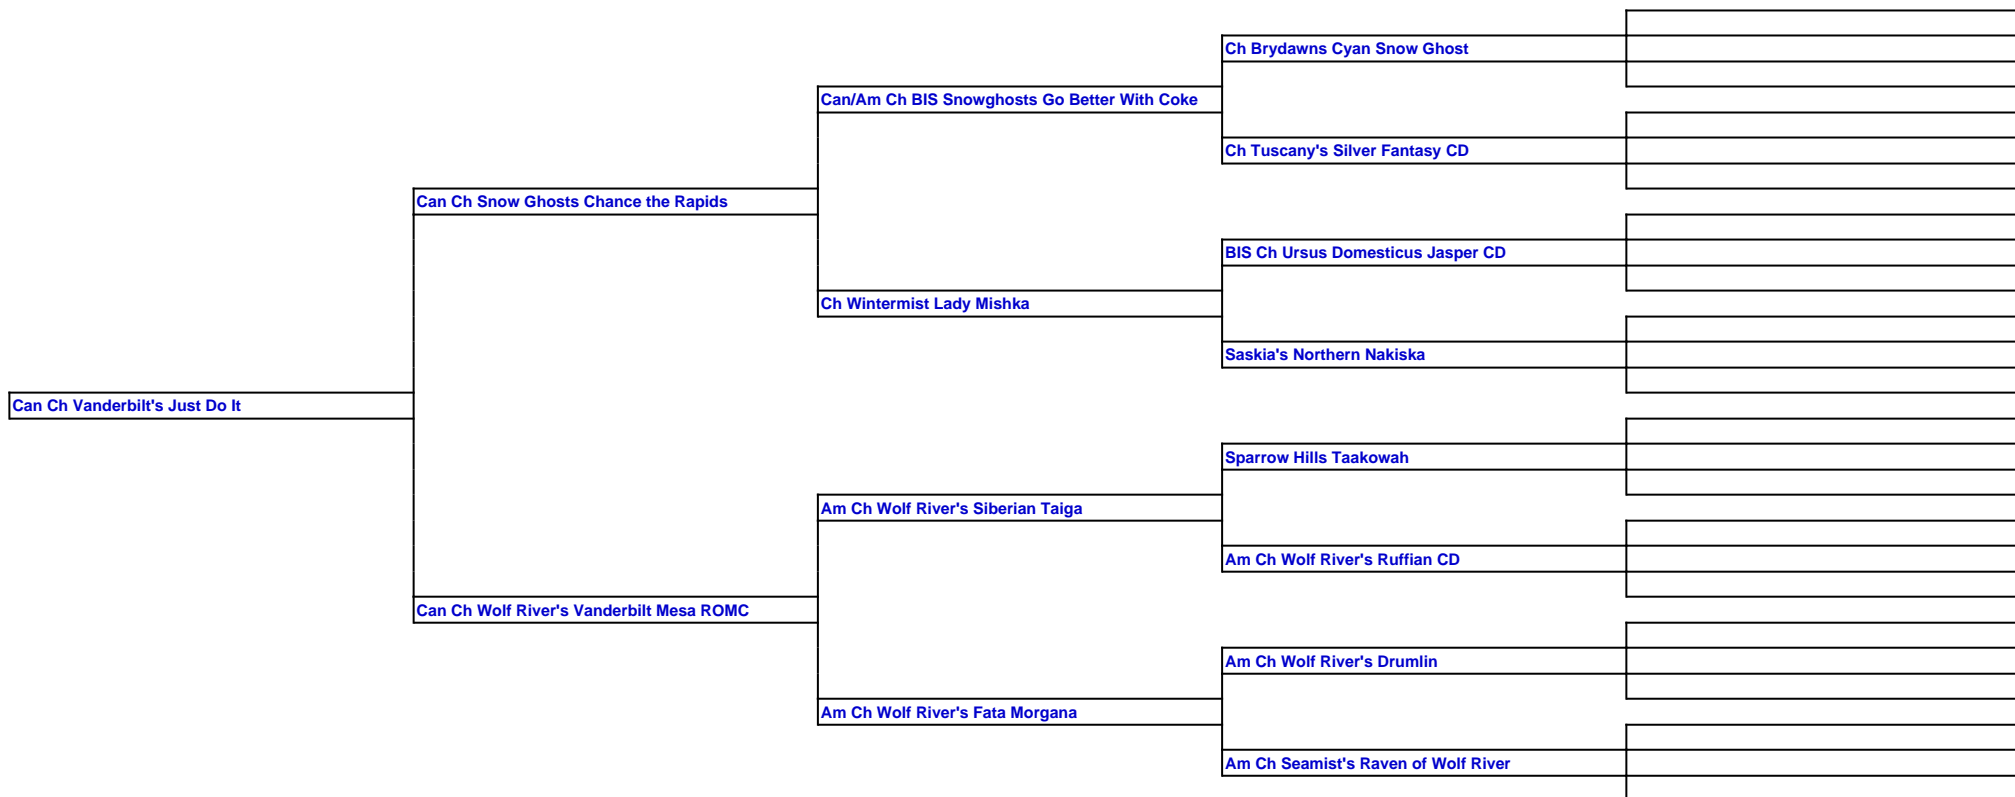 Ch Brydawns Cyan Snow Ghost
Can/Am Ch BIS Snowghosts Go Better With Coke
Ch Tuscany's Silver Fantasy CD
Can Ch Snow Ghosts Chance the Rapids
BIS Ch Ursus Domesticus Jasper CD
Ch Wintermist Lady Mishka
Saskia's Northern Nakiska
Can Ch Vanderbilt's Just Do It
Sparrow Hills Taakowah
Am Ch Wolf River's Siberian Taiga
Am Ch Wolf River's Ruffian CD
Can Ch Wolf River's Vanderbilt Mesa ROMC
Am Ch Wolf River's Drumlin
Am Ch Wolf River's Fata Morgana
Am Ch Seamist's Raven of Wolf River